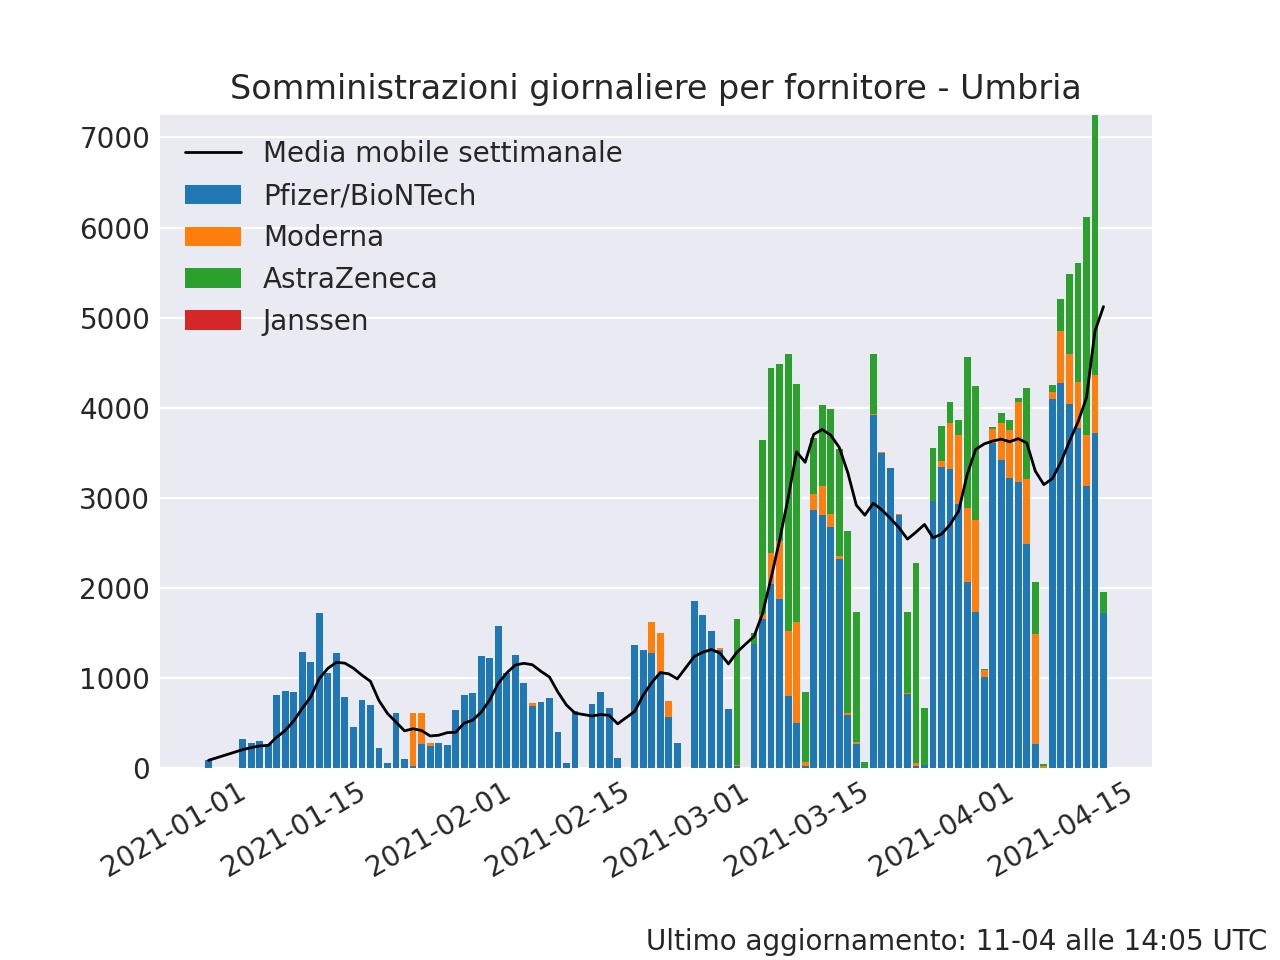 Somministrazioni giornaliere per fornitore - Umbria
Media mobile settimanale
Pfizer/BioNTech
Moderna
AstraZeneca
Janssen
7000
6000
5000
4000
3000
2000
1000
0
2021-01-01
2021-01-15
2021-02-01
2021-02-15
2021-03-01
2021-03-15
2021-04-01
2021-04-15
Ultimo aggiornamento: 11-04 alle 14:05 UTC